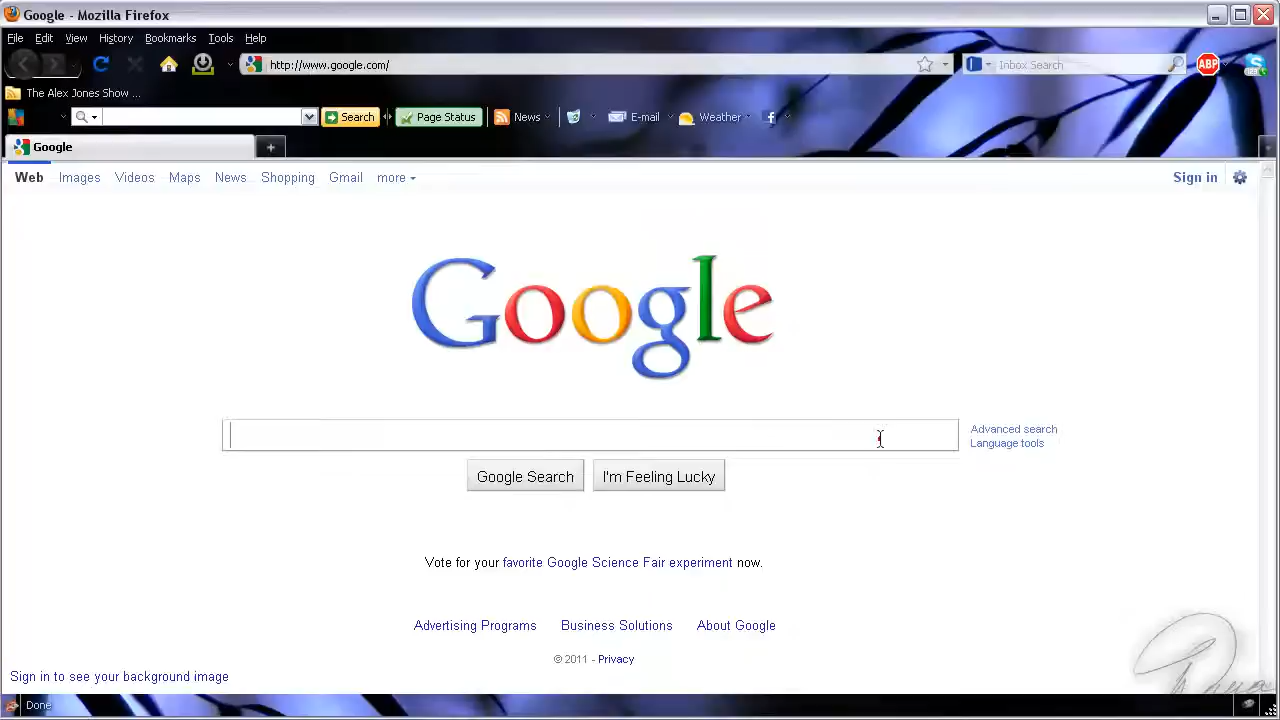 Google - Mozilla Firefox
File Edit View History Bookmarks Tools Help
http://www.google.com/ Inbox Search ABP
The Alex Jones Show ...
Search Page Status News E-mail Weather
Google
Web Images Videos Maps News Shopping Gmail more Sign in
Google
Advanced search
Language tools
Google Search I'm Feeling Lucky
Vote for your favorite Google Science Fair experiment now.
Advertising Programs Business Solutions About Google
© 2011 - Privacy
Sign in to see your background image
Done